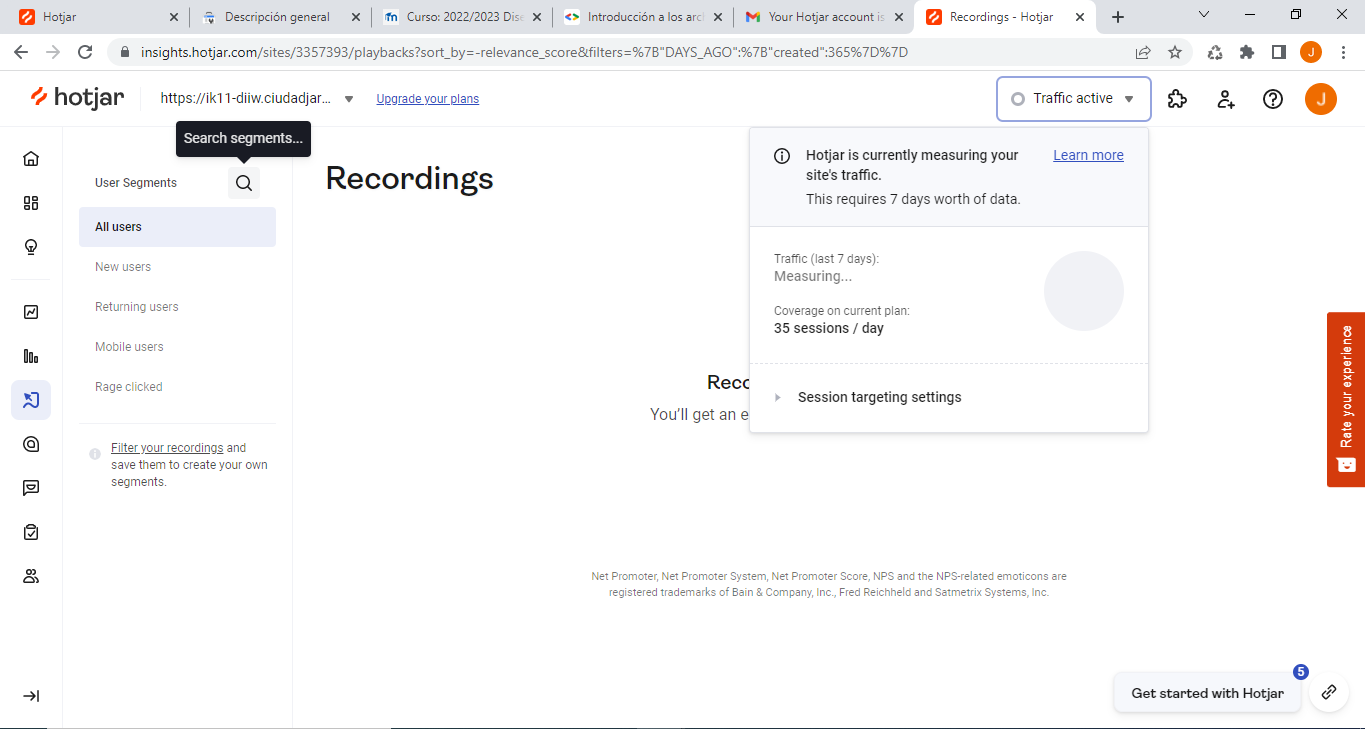 Hotjar
Descripción general
Curso: 2022/2023 Dise
Introducción a los arc
Your Hotjar account is
Recordings - Hotjar
insights.hotjar.com/sites/3357393/playbacks?sort_by=-relevance_score&filters=%7B"DAYS_AGO":%7B"created":365%7D%7D
J
hotjar
https://ik11-diiw.ciudadjar...
Upgrade your plans
Traffic active
J
Search segments...
User Segments
All users
New users
Returning users
Mobile users
Rage clicked
Filter your recordings and
save them to create your own
segments.
Recordings
Hotjar is currently measuring your
site's traffic.
Learn more
This requires 7 days worth of data.
Traffic (last 7 days):
Measuring...
Coverage on current plan:
35 sessions / day
Session targeting settings
Reco
You'll get an e
Net Promoter, Net Promoter System, Net Promoter Score, NPS and the NPS-related emoticons are
registered trademarks of Bain & Company, Inc., Fred Reichheld and Satmetrix Systems, Inc.
Rate your experience
5
Get started with Hotjar